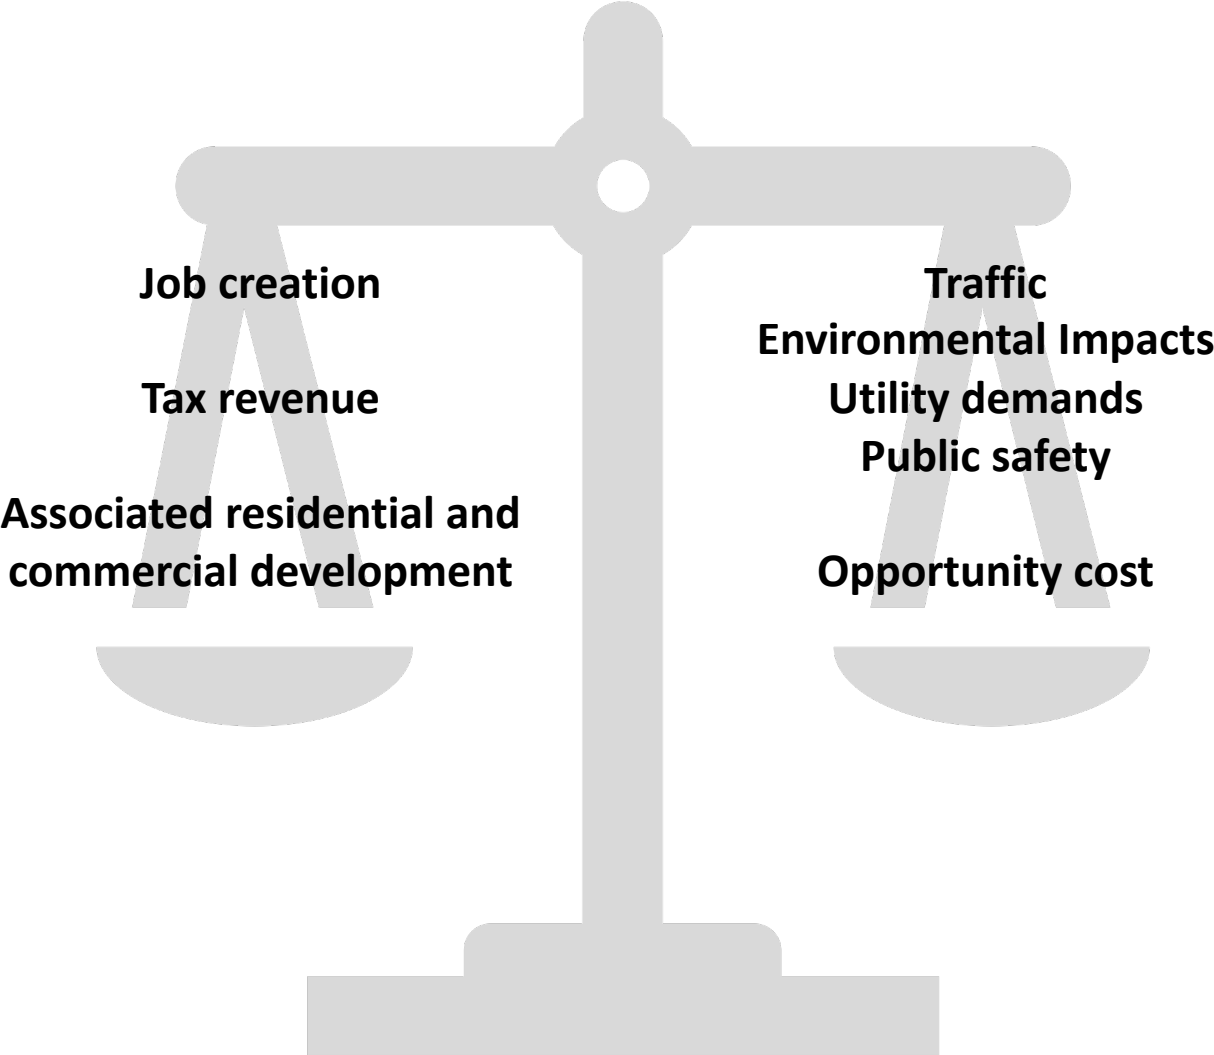 Job creation
Tax revenue
Associated residential and
commercial development
Traffic
Environmental Impacts
Utility demands
Public safety
Opportunity cost